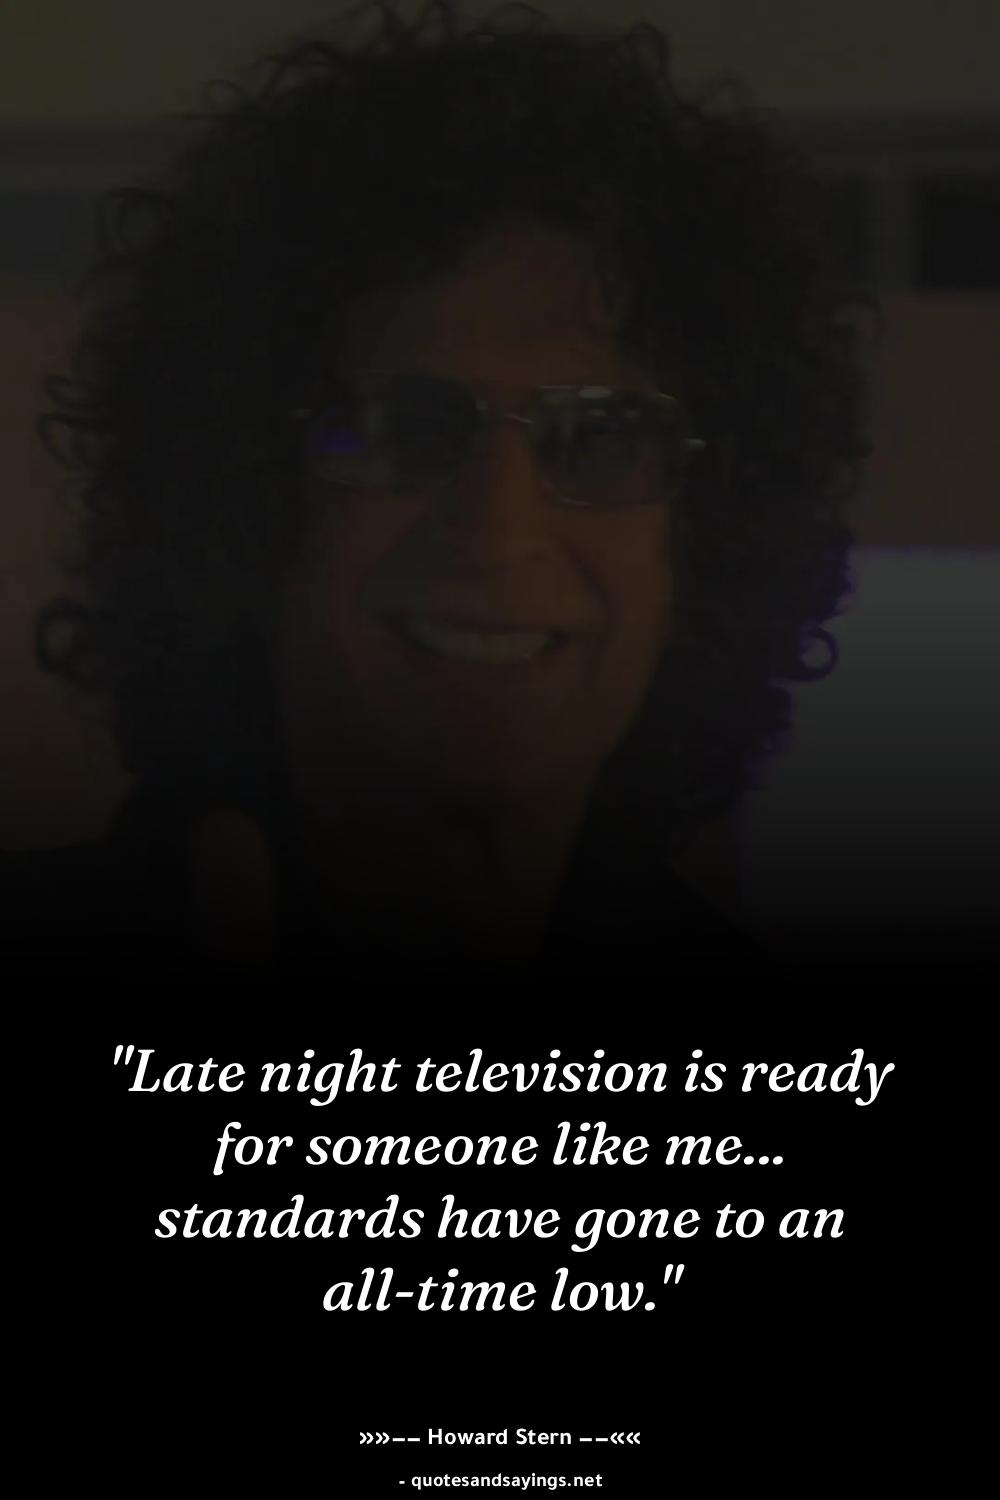 "Late night television is ready
for someone like me...
standards have gone to an
all-time low."
»»–– Howard Stern ––««
- quotesandsayings.net